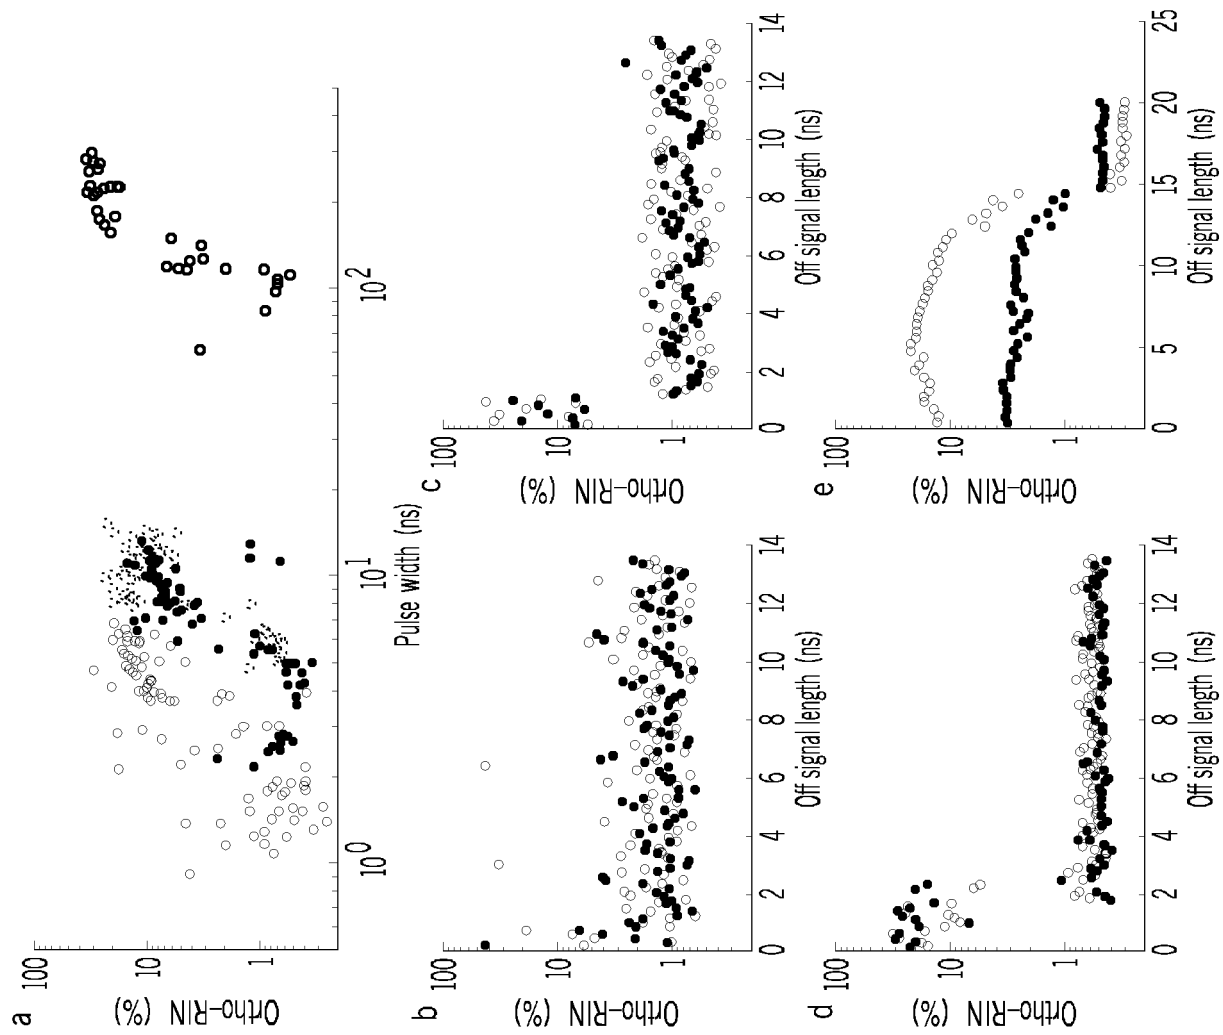 a
Ortho-RIN (%)
100
10
1
10^0
10^1
10^2
Pulse width (ns)
b
Ortho-RIN (%)
100
10
1
0 2 4 6 8 10 12 14
Off signal length (ns)
c
Ortho-RIN (%)
100
10
1
0 2 4 6 8 10 12 14
Off signal length (ns)
d
Ortho-RIN (%)
100
10
1
0 2 4 6 8 10 12 14
Off signal length (ns)
e
Ortho-RIN (%)
100
10
1
0 5 10 15 20 25
Off signal length (ns)